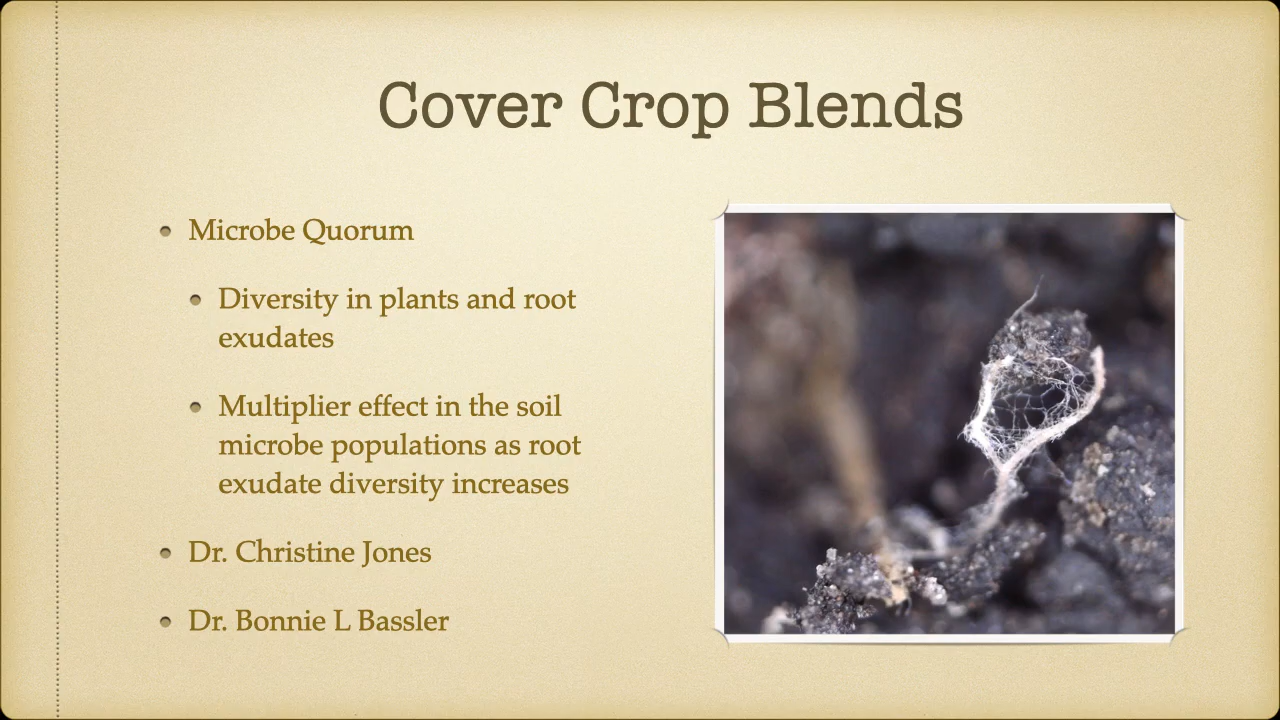 Cover Crop Blends
Microbe Quorum
Diversity in plants and root
exudates
Multiplier effect in the soil
microbe populations as root
exudate diversity increases
Dr. Christine Jones
Dr. Bonnie L Bassler